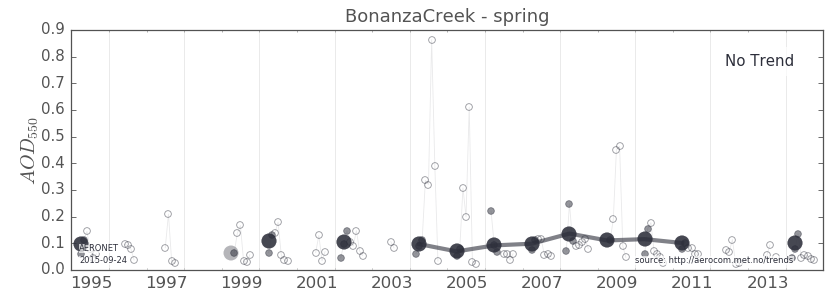 BonanzaCreek - spring
0.9
0.8
0.7
0.6
0.5
0.4
0.3
0.2
0.1
0.0
AOD550
No Trend
AERONET
2015-09-24
source: http://aerocom.met.no/trends
1995 1997 1999 2001 2003 2005 2007 2009 2011 2013